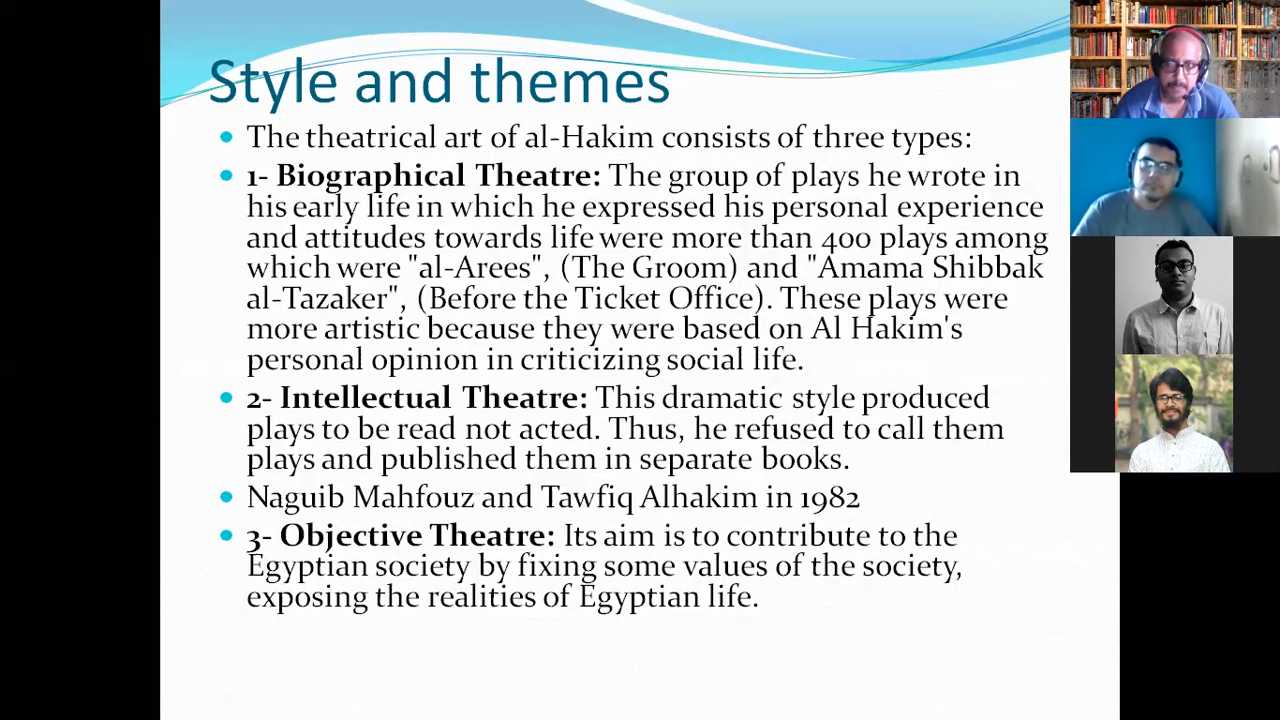 Style and themes
The theatrical art of al-Hakim consists of three types:
1- Biographical Theatre: The group of plays he wrote in
his early life in which he expressed his personal experience
and attitudes towards life were more than 400 plays among
which were "al-Arees", (The Groom) and "Amama Shibbak
al-Tazaker", (Before the Ticket Office). These plays were
more artistic because they were based on Al Hakim's
personal opinion in criticizing social life.
2- Intellectual Theatre: This dramatic style produced
plays to be read not acted. Thus, he refused to call them
plays and published them in separate books.
Naguib Mahfouz and Tawfiq Alhakim in 1982
3- Objective Theatre: Its aim is to contribute to the
Egyptian society by fixing some values of the society,
exposing the realities of Egyptian life.